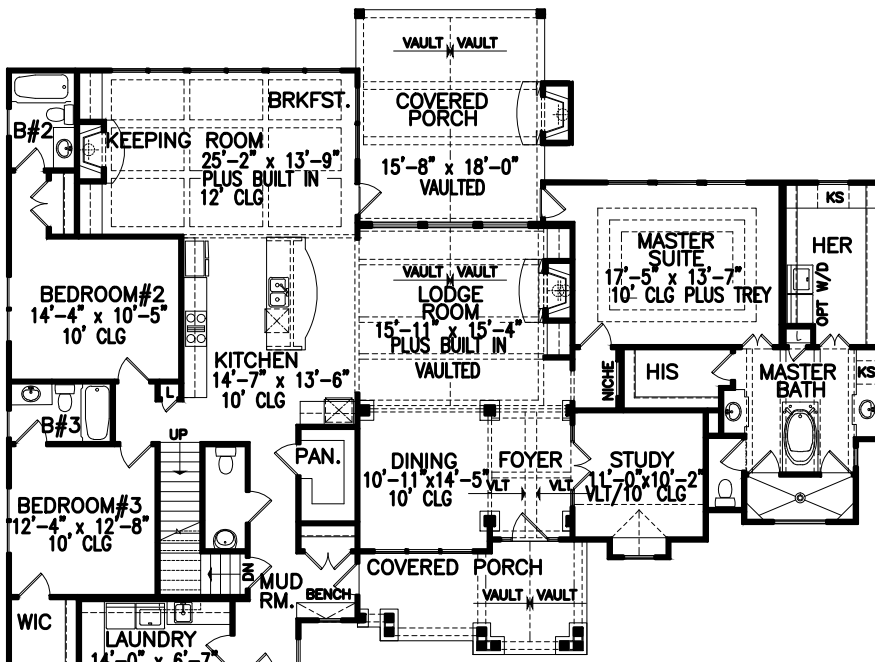 VAULT VAULT
COVERED
PORCH
15'-8" x 18'-0"
VAULTED
BRKFST.
B#2
KEEPING ROOM
25'-2" x 13'-9"
PLUS BUILT IN
12' CLG
KS
HER
OPT W/D
MASTER
SUITE
17'-5" x 13'-7"
10' CLG PLUS TREY
VAULT VAULT
LODGE
ROOM
15'-11" x 15'-4"
PLUS BUILT IN
VAULTED
BEDROOM#2
14'-4" x 10'-5"
10' CLG
KITCHEN
14'-7" x 13'-6"
10' CLG
L
L
NICHE
HIS
MASTER
BATH
KS
B#3
UP
PAN.
DINING
10'-11"x14'-5"
10' CLG
FOYER
VLT VLT
STUDY
11'-0"x10'-2"
VLT/10' CLG
BEDROOM#3
12'-4" x 12'-8"
10' CLG
DN
MUD
RM.
BENCH
COVERED PORCH
VAULT VAULT
WIC
LAUNDRY
14'-0" x 6'-7"